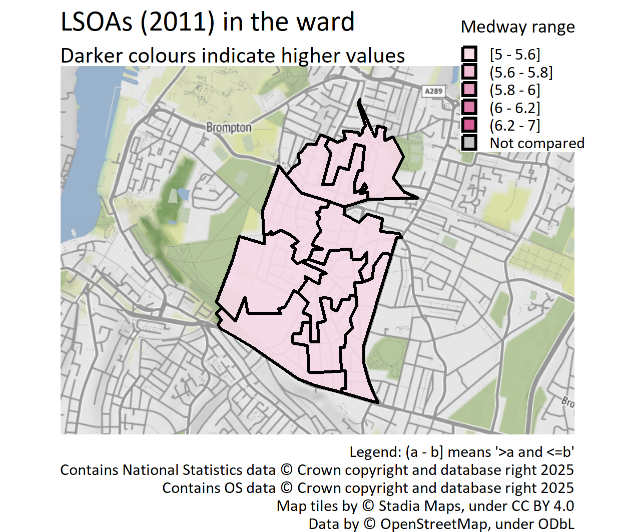 LSOAs (2011) in the ward
Darker colours indicate higher values
Medway range
[5 - 5.6]
(5.6 - 5.8]
(5.8 - 6]
(6 - 6.2]
(6.2 - 7]
Not compared
A289
Brompton
Bro
Legend: (a - b] means '>a and <=b'
Contains National Statistics data © Crown copyright and database right 2025
Contains OS data © Crown copyright and database right 2025
Map tiles by © Stadia Maps, under CC BY 4.0
Data by © OpenStreetMap, under ODbL